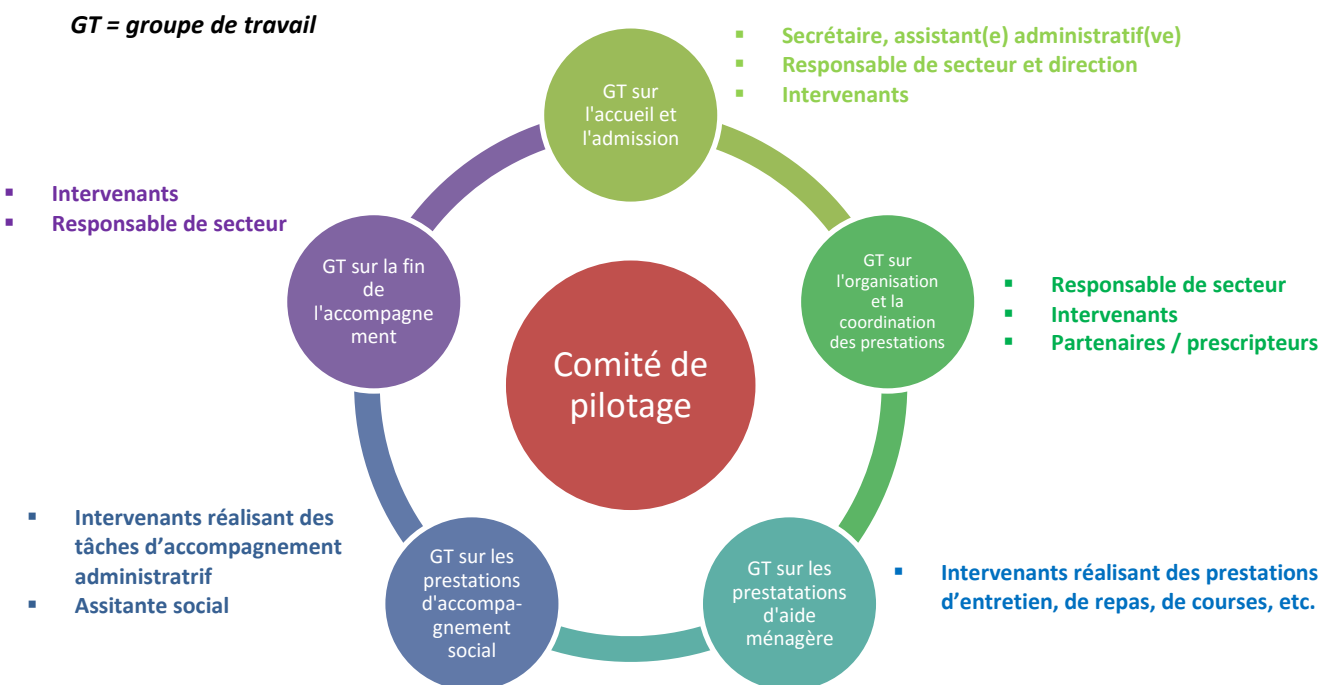 GT = groupe de travail
▪ Secrétaire, assistant(e) administratif(ve)
▪ Responsable de secteur et direction
▪ Intervenants
GT sur
l'accueil et
l'admission
▪ Intervenants
▪ Responsable de secteur
GT sur la fin
de
l'accompagne
ment
GT sur
l'organisation
et la
coordination
des prestations
▪ Responsable de secteur
▪ Intervenants
▪ Partenaires / prescripteurs
Comité de
pilotage
▪ Intervenants réalisant des
tâches d’accompagnement
administratrif
▪ Assitante social
GT sur les
prestations
d'accompa-
gnement
social
GT sur les
prestatations
d'aide
ménagère
▪ Intervenants réalisant des prestations
d’entretien, de repas, de courses, etc.